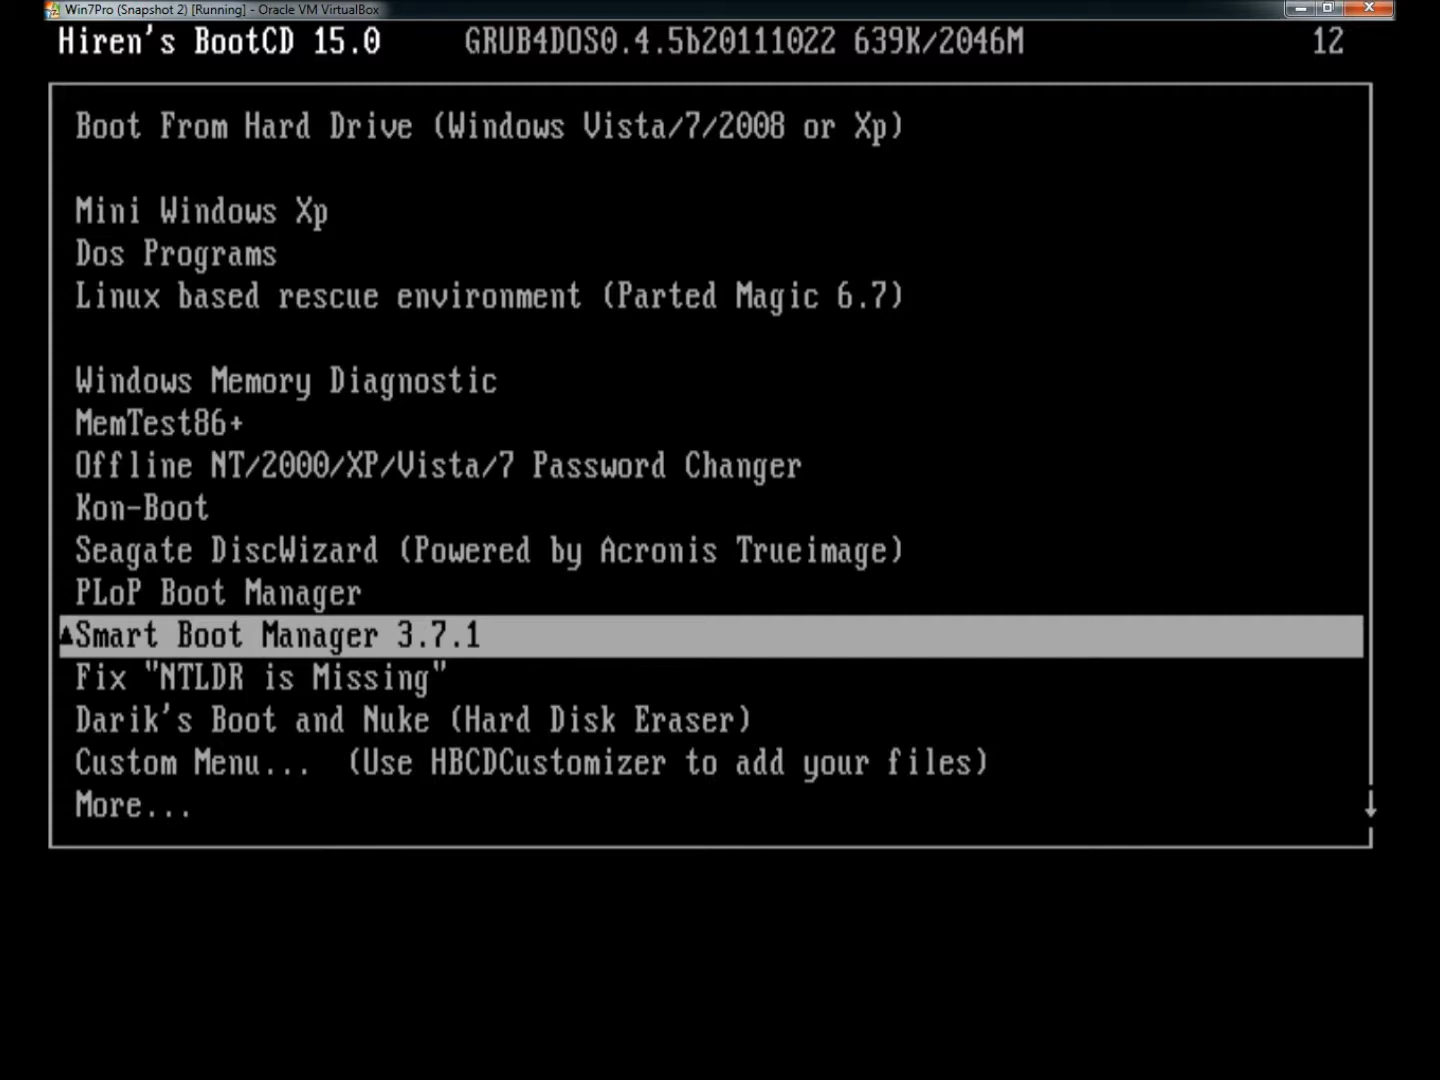 Win7Pro (Snapshot 2) [Running] - Oracle VM VirtualBox
Hiren's BootCD 15.0 GRUB4DOS0.4.5b20111022 639K/2046M 12
Boot From Hard Drive (Windows Vista/7/2008 or Xp)
Mini Windows Xp
Dos Programs
Linux based rescue environment (Parted Magic 6.7)
Windows Memory Diagnostic
MemTest86+
Offline NT/2000/XP/Vista/7 Password Changer
Kon-Boot
Seagate DiscWizard (Powered by Acronis Trueimage)
PLoP Boot Manager
Smart Boot Manager 3.7.1
Fix "NTLDR is Missing"
Darik's Boot and Nuke (Hard Disk Eraser)
Custom Menu... (Use HBCDCustomizer to add your files)
More...